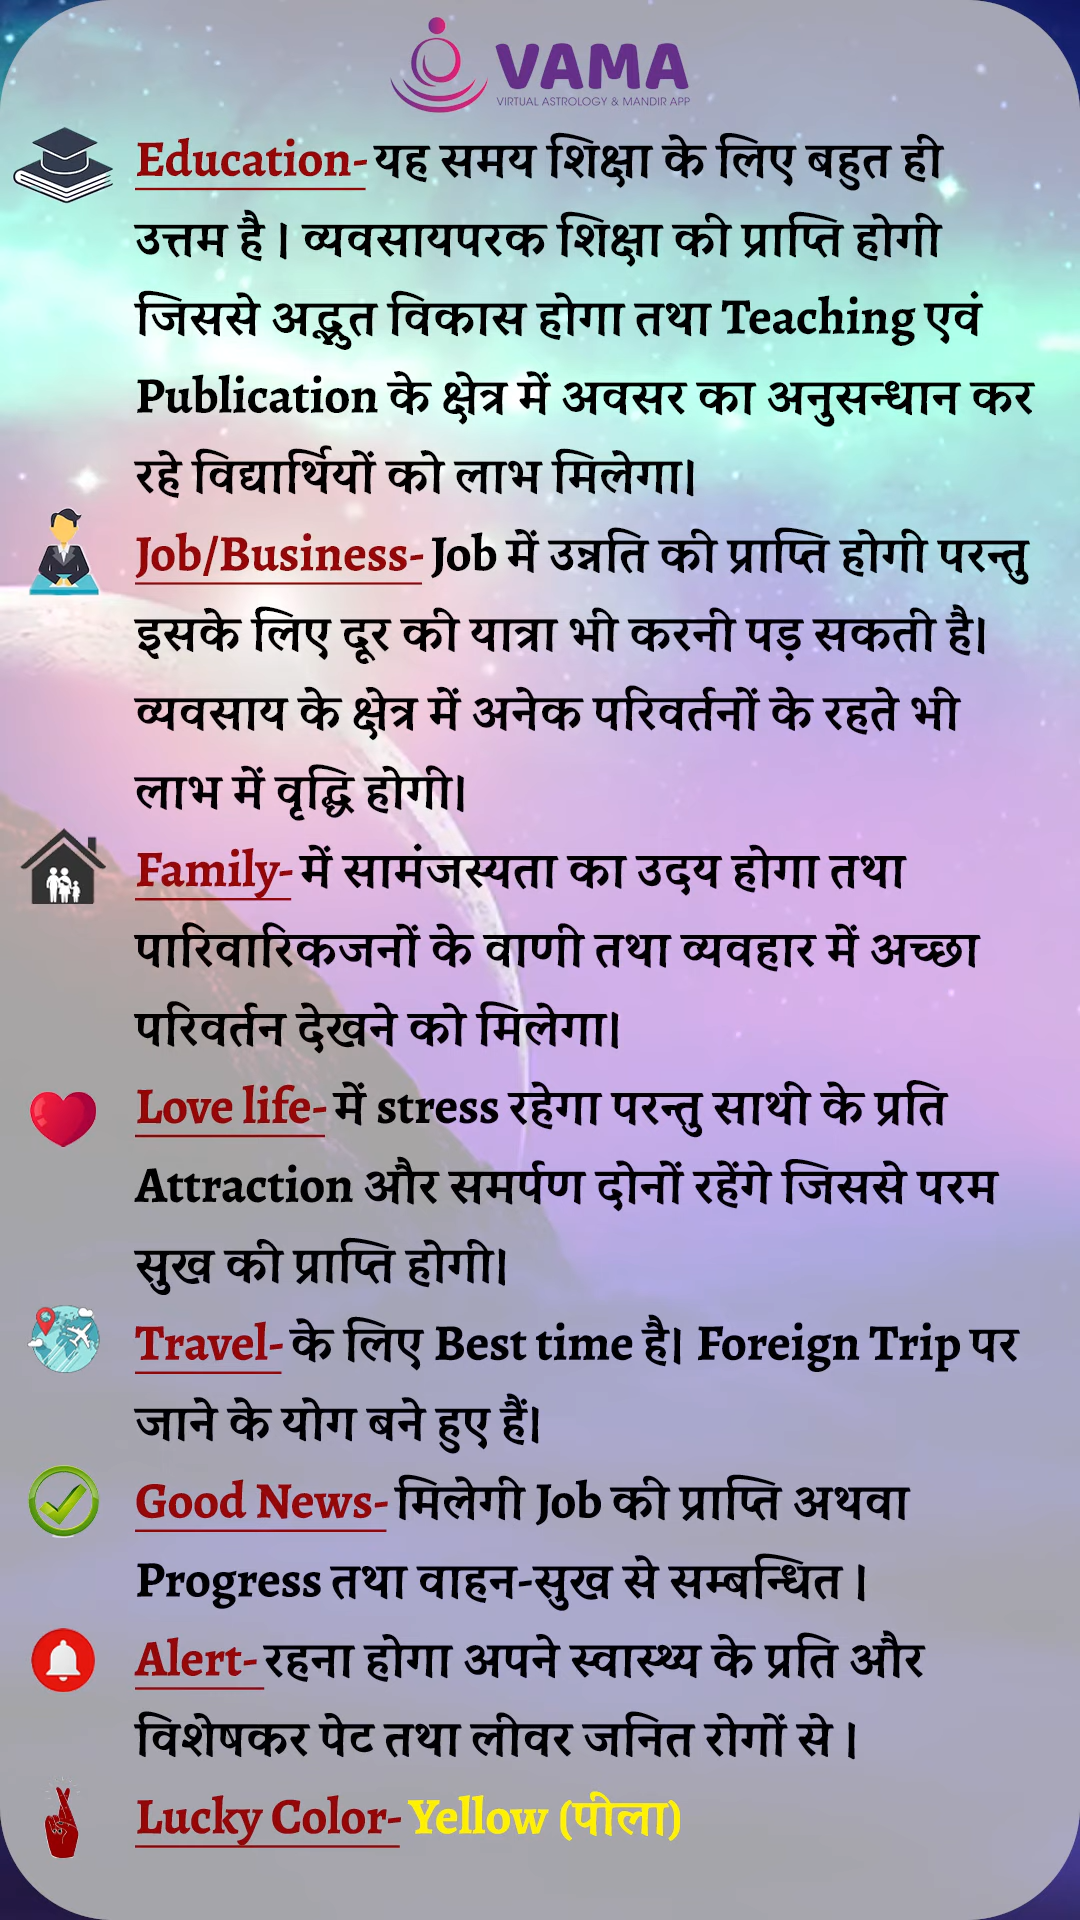 VAMA
VIRTUAL ASTROLOGY & MANDIR APP
Education- यह समय शिक्षा के लिए बहुत ही
उत्तम है । व्यवसायपरक शिक्षा की प्राप्ति होगी
जिससे अद्भुत विकास होगा तथा Teaching एवं
Publication के क्षेत्र में अवसर का अनुसन्धान कर
रहे विद्यार्थियों को लाभ मिलेगा।
Job/Business- Job में उन्नति की प्राप्ति होगी परन्तु
इसके लिए दूर की यात्रा भी करनी पड़ सकती है।
व्यवसाय के क्षेत्र में अनेक परिवर्तनों के रहते भी
लाभ में वृद्धि होगी।
Family- में सामंजस्यता का उदय होगा तथा
पारिवारिकजनों के वाणी तथा व्यवहार में अच्छा
परिवर्तन देखने को मिलेगा।
Love life- में stress रहेगा परन्तु साथी के प्रति
Attraction और समर्पण दोनों रहेंगे जिससे परम
सुख की प्राप्ति होगी।
Travel- के लिए Best time है। Foreign Trip पर
जाने के योग बने हुए हैं।
Good News- मिलेगी Job की प्राप्ति अथवा
Progress तथा वाहन-सुख से सम्बन्धित ।
Alert- रहना होगा अपने स्वास्थ्य के प्रति और
विशेषकर पेट तथा लीवर जनित रोगों से ।
Lucky Color- Yellow (पीला)